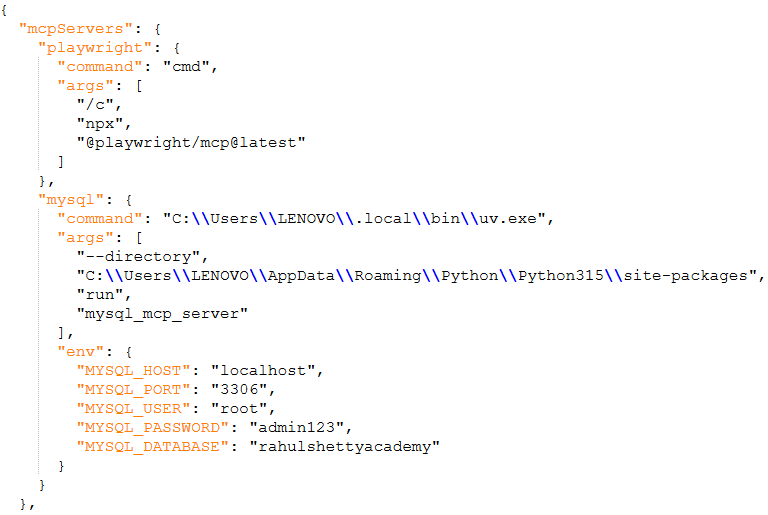 {
  "mcpServers": {
    "playwright": {
      "command": "cmd",
      "args": [
        "/c",
        "npx",
        "@playwright/mcp@latest"
      ]
    },
    "mysql": {
      "command": "C:\\Users\\LENOVO\\.local\\bin\\uv.exe",
      "args": [
        "--directory",
        "C:\\Users\\LENOVO\\AppData\\Roaming\\Python\\Python315\\site-packages",
        "run",
        "mysql_mcp_server"
      ],
      "env": {
        "MYSQL_HOST": "localhost",
        "MYSQL_PORT": "3306",
        "MYSQL_USER": "root",
        "MYSQL_PASSWORD": "admin123",
        "MYSQL_DATABASE": "rahulshettyacademy"
      }
    }
  },